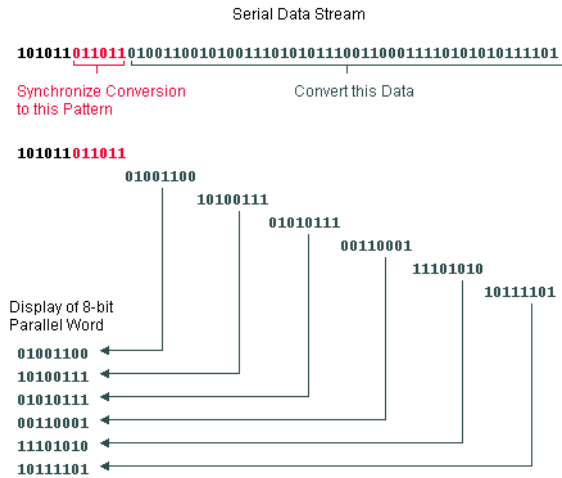 Serial Data Stream
101011011011010011001010011101010111001100011110101010111101
Synchronize Conversion
to this Pattern
Convert this Data
101011011011
01001100
10100111
01010111
00110001
11101010
10111101
Display of 8-bit
Parallel Word
01001100
10100111
01010111
00110001
11101010
10111101